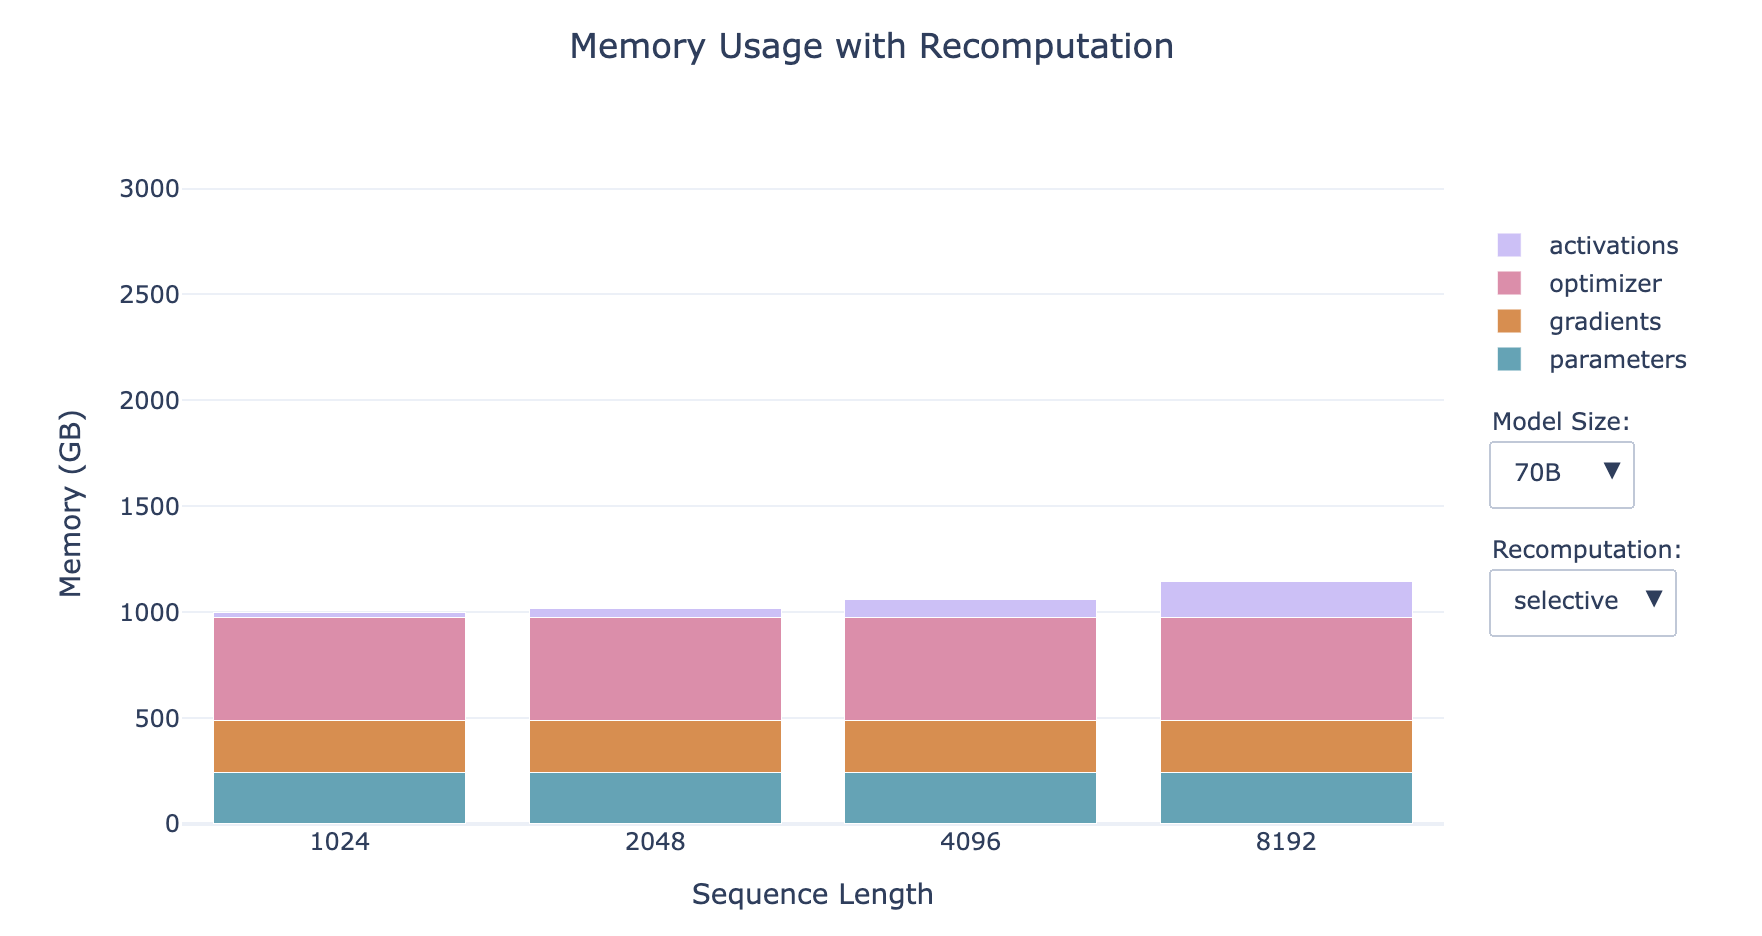 Memory Usage with Recomputation
3000
2500
2000
1500
1000
500
0
Memory (GB)
1024 2048 4096 8192
Sequence Length
activations
optimizer
gradients
parameters
Model Size:
70B ▼
Recomputation:
selective ▼